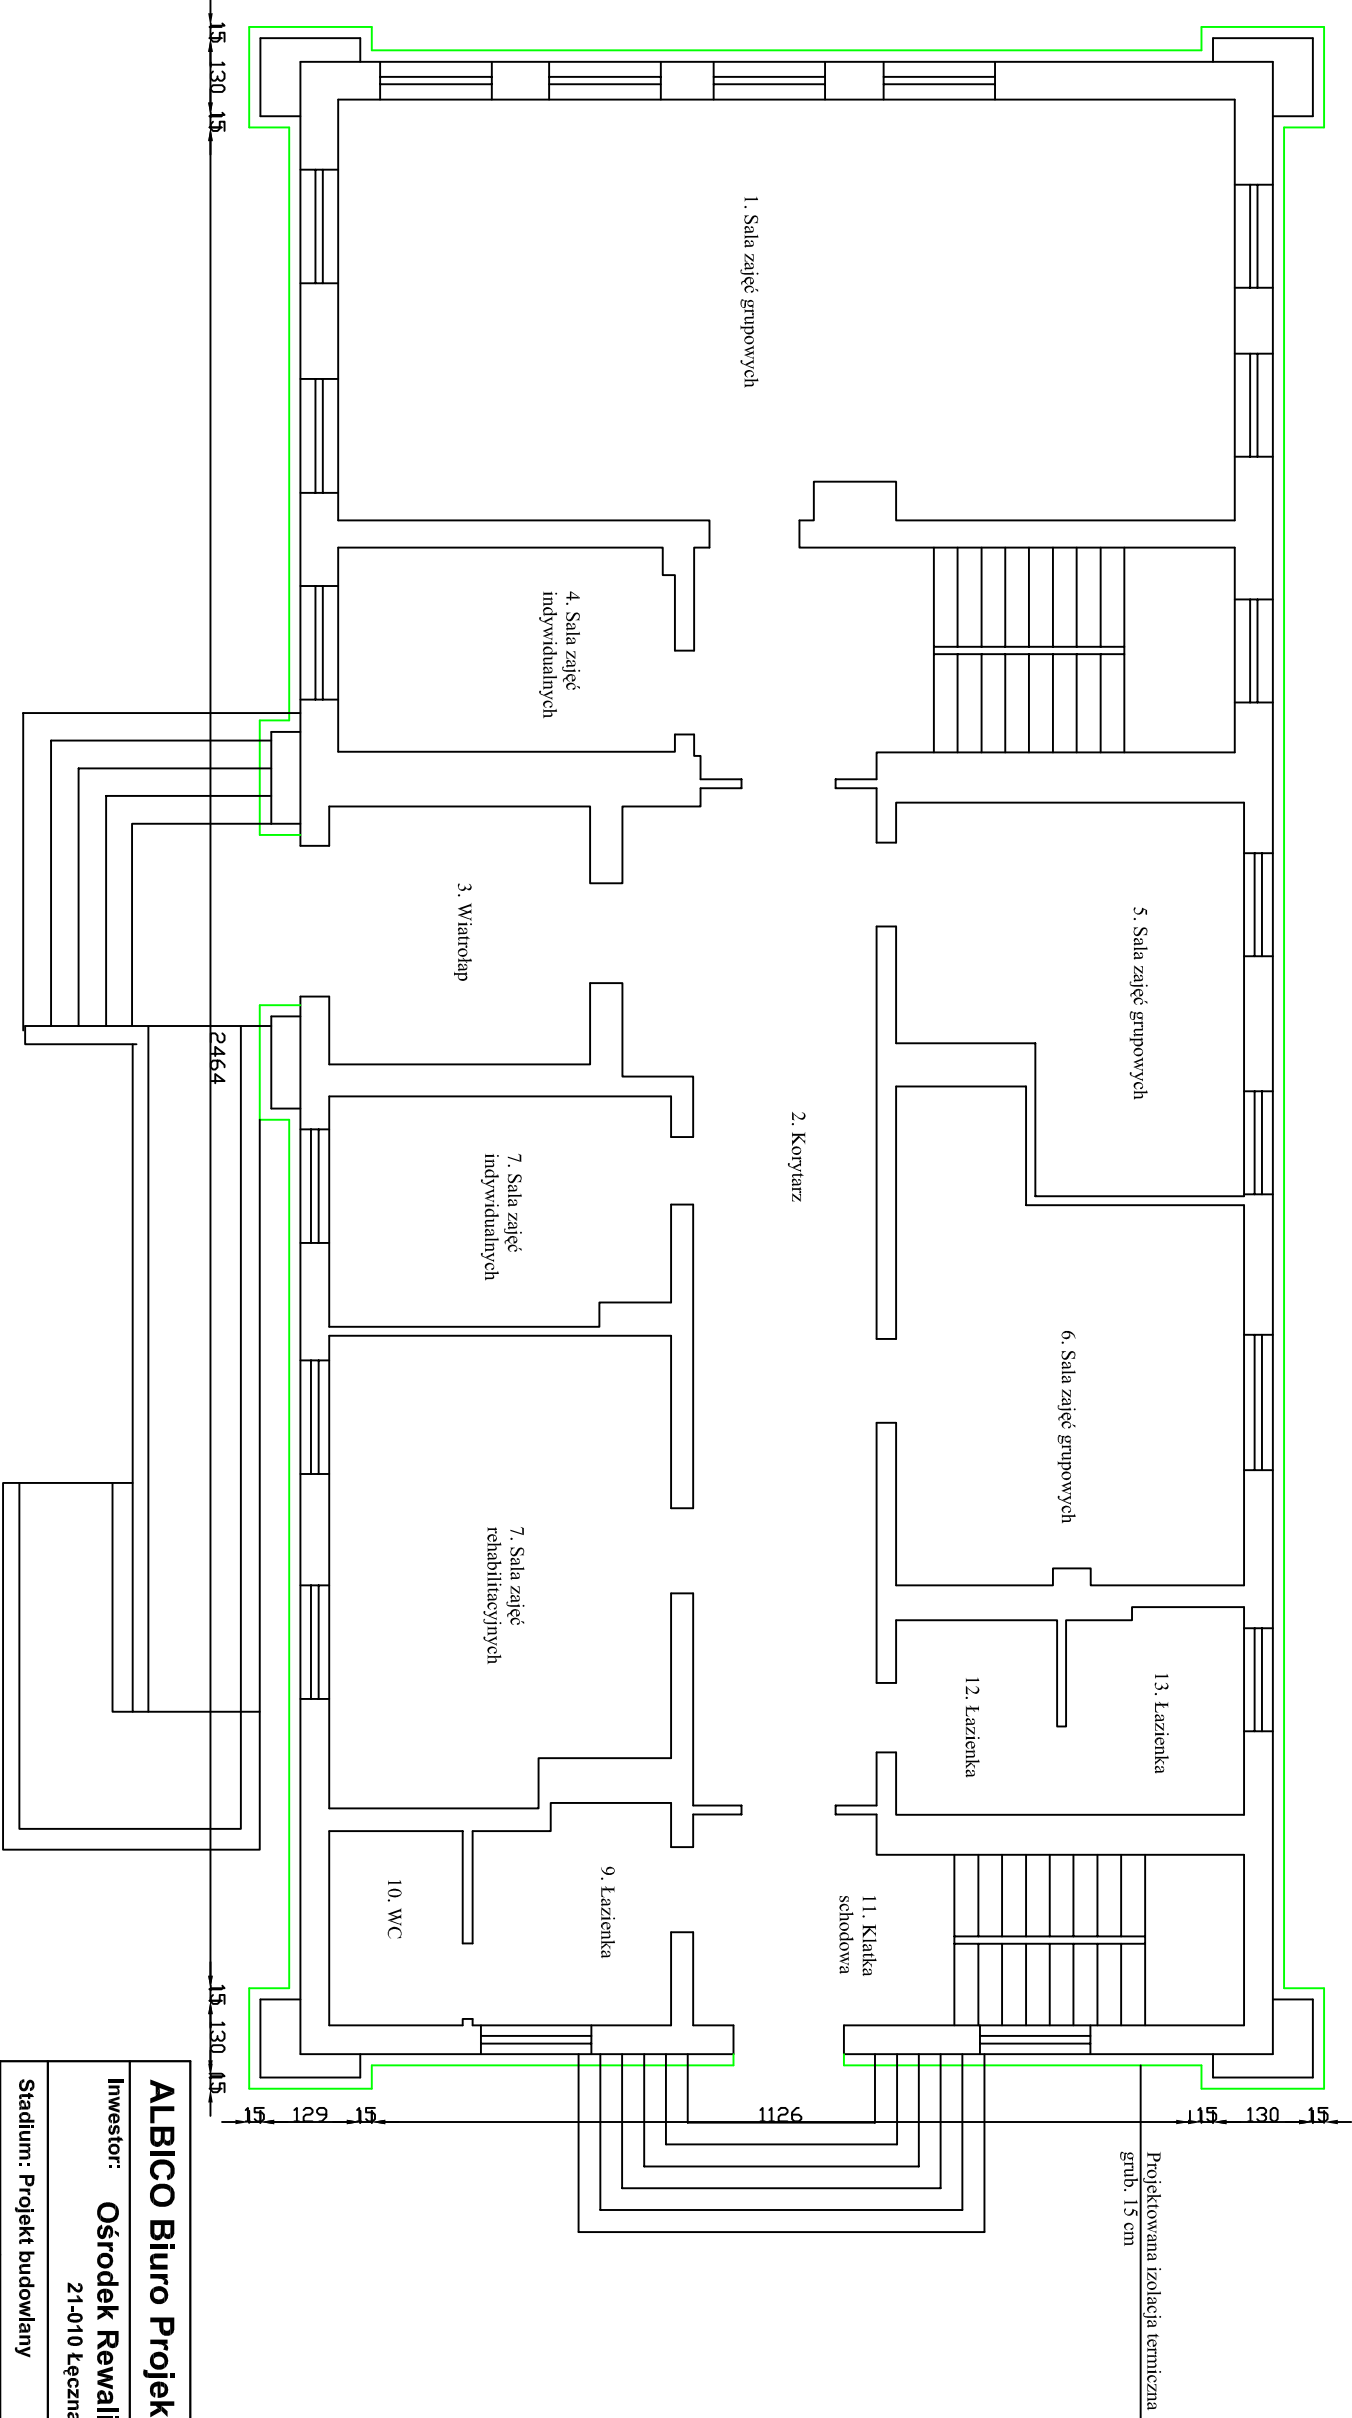 1. Sala zajęć grupowych
4. Sala zajęć
indywidualnych
5. Sala zajęć grupowych
3. Wiatrołap
2. Korytarz
7. Sala zajęć
indywidualnych
6. Sala zajęć grupowych
7. Sala zajęć
rehabilitacyjnych
13. Łazienka
12. Łazienka
9. Łazienka
10. WC
11. Klatka
schodowa
15
130
15
2464
15
130
15
15
129
15
1126
15
130
15
Projektowana izolacja termiczna
grub. 15 cm
ALBICO Biuro Projek
Inwestor: Ośrodek Rewali
21-010 Łęczna
Stadium: Projekt budowlany